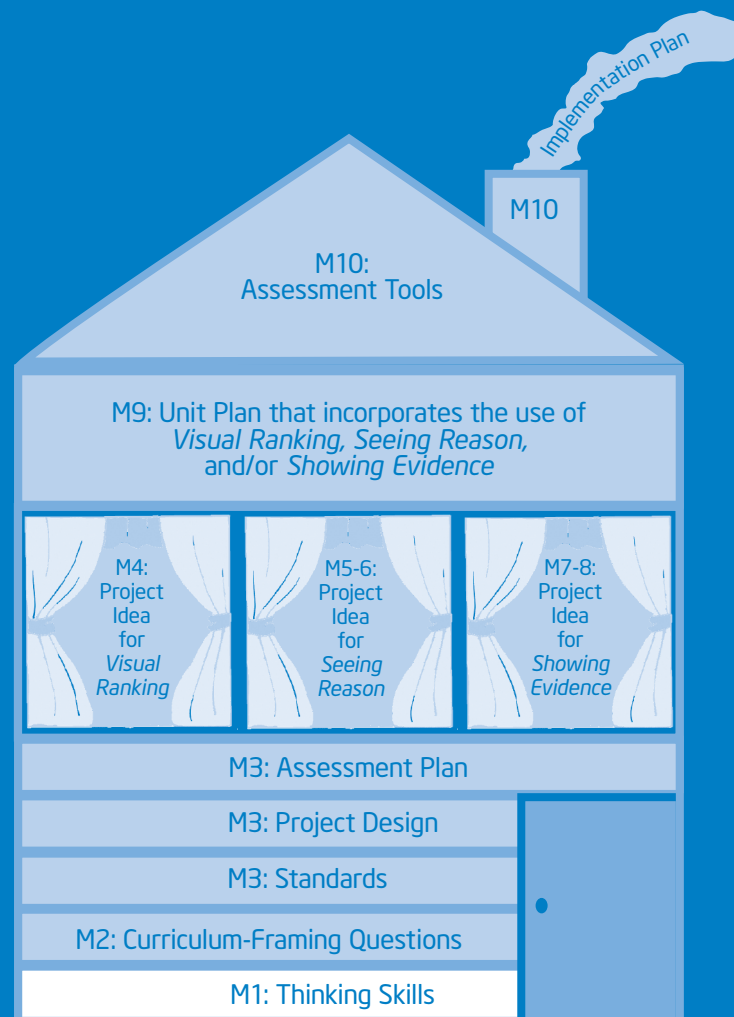 Implementation Plan
M10
M10:
Assessment Tools
M9: Unit Plan that incorporates the use of
Visual Ranking, Seeing Reason,
and/or Showing Evidence
M4:
Project
Idea
for
Visual
Ranking
M5-6:
Project
Idea
for
Seeing
Reason
M7-8:
Project
Idea
for
Showing
Evidence
M3: Assessment Plan
M3: Project Design
M3: Standards
M2: Curriculum-Framing Questions
M1: Thinking Skills